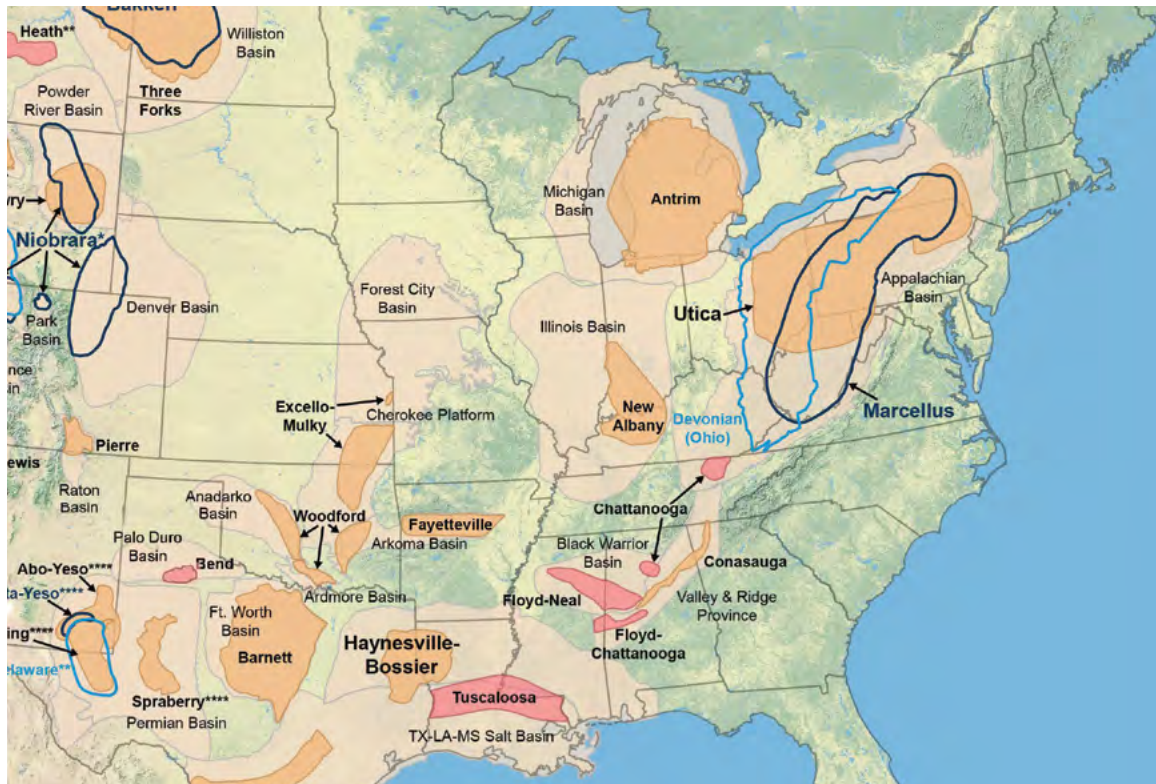 Bakken
Heath**
Williston
Basin
Three
Forks
Powder
River Basin
Niobrara*
Park
Basin
Denver Basin
Pierre
Raton
Basin
Forest City
Basin
Excello-
Mulky
Cherokee Platform
Anadarko
Basin
Woodford
Fayetteville
Arkoma Basin
Palo Duro
Basin
Bend
Ardmore Basin
Abo-Yeso****
Ft. Worth
Basin
Barnett
Spraberry****
Permian Basin
Haynesville-
Bossier
Tuscaloosa
TX-LA-MS Salt Basin
Michigan
Basin
Antrim
Illinois Basin
New
Albany
Utica
Appalachian
Basin
Marcellus
Devonian
(Ohio)
Chattanooga
Black Warrior
Basin
Conasauga
Floyd-Neal
Valley & Ridge
Province
Floyd-
Chattanooga